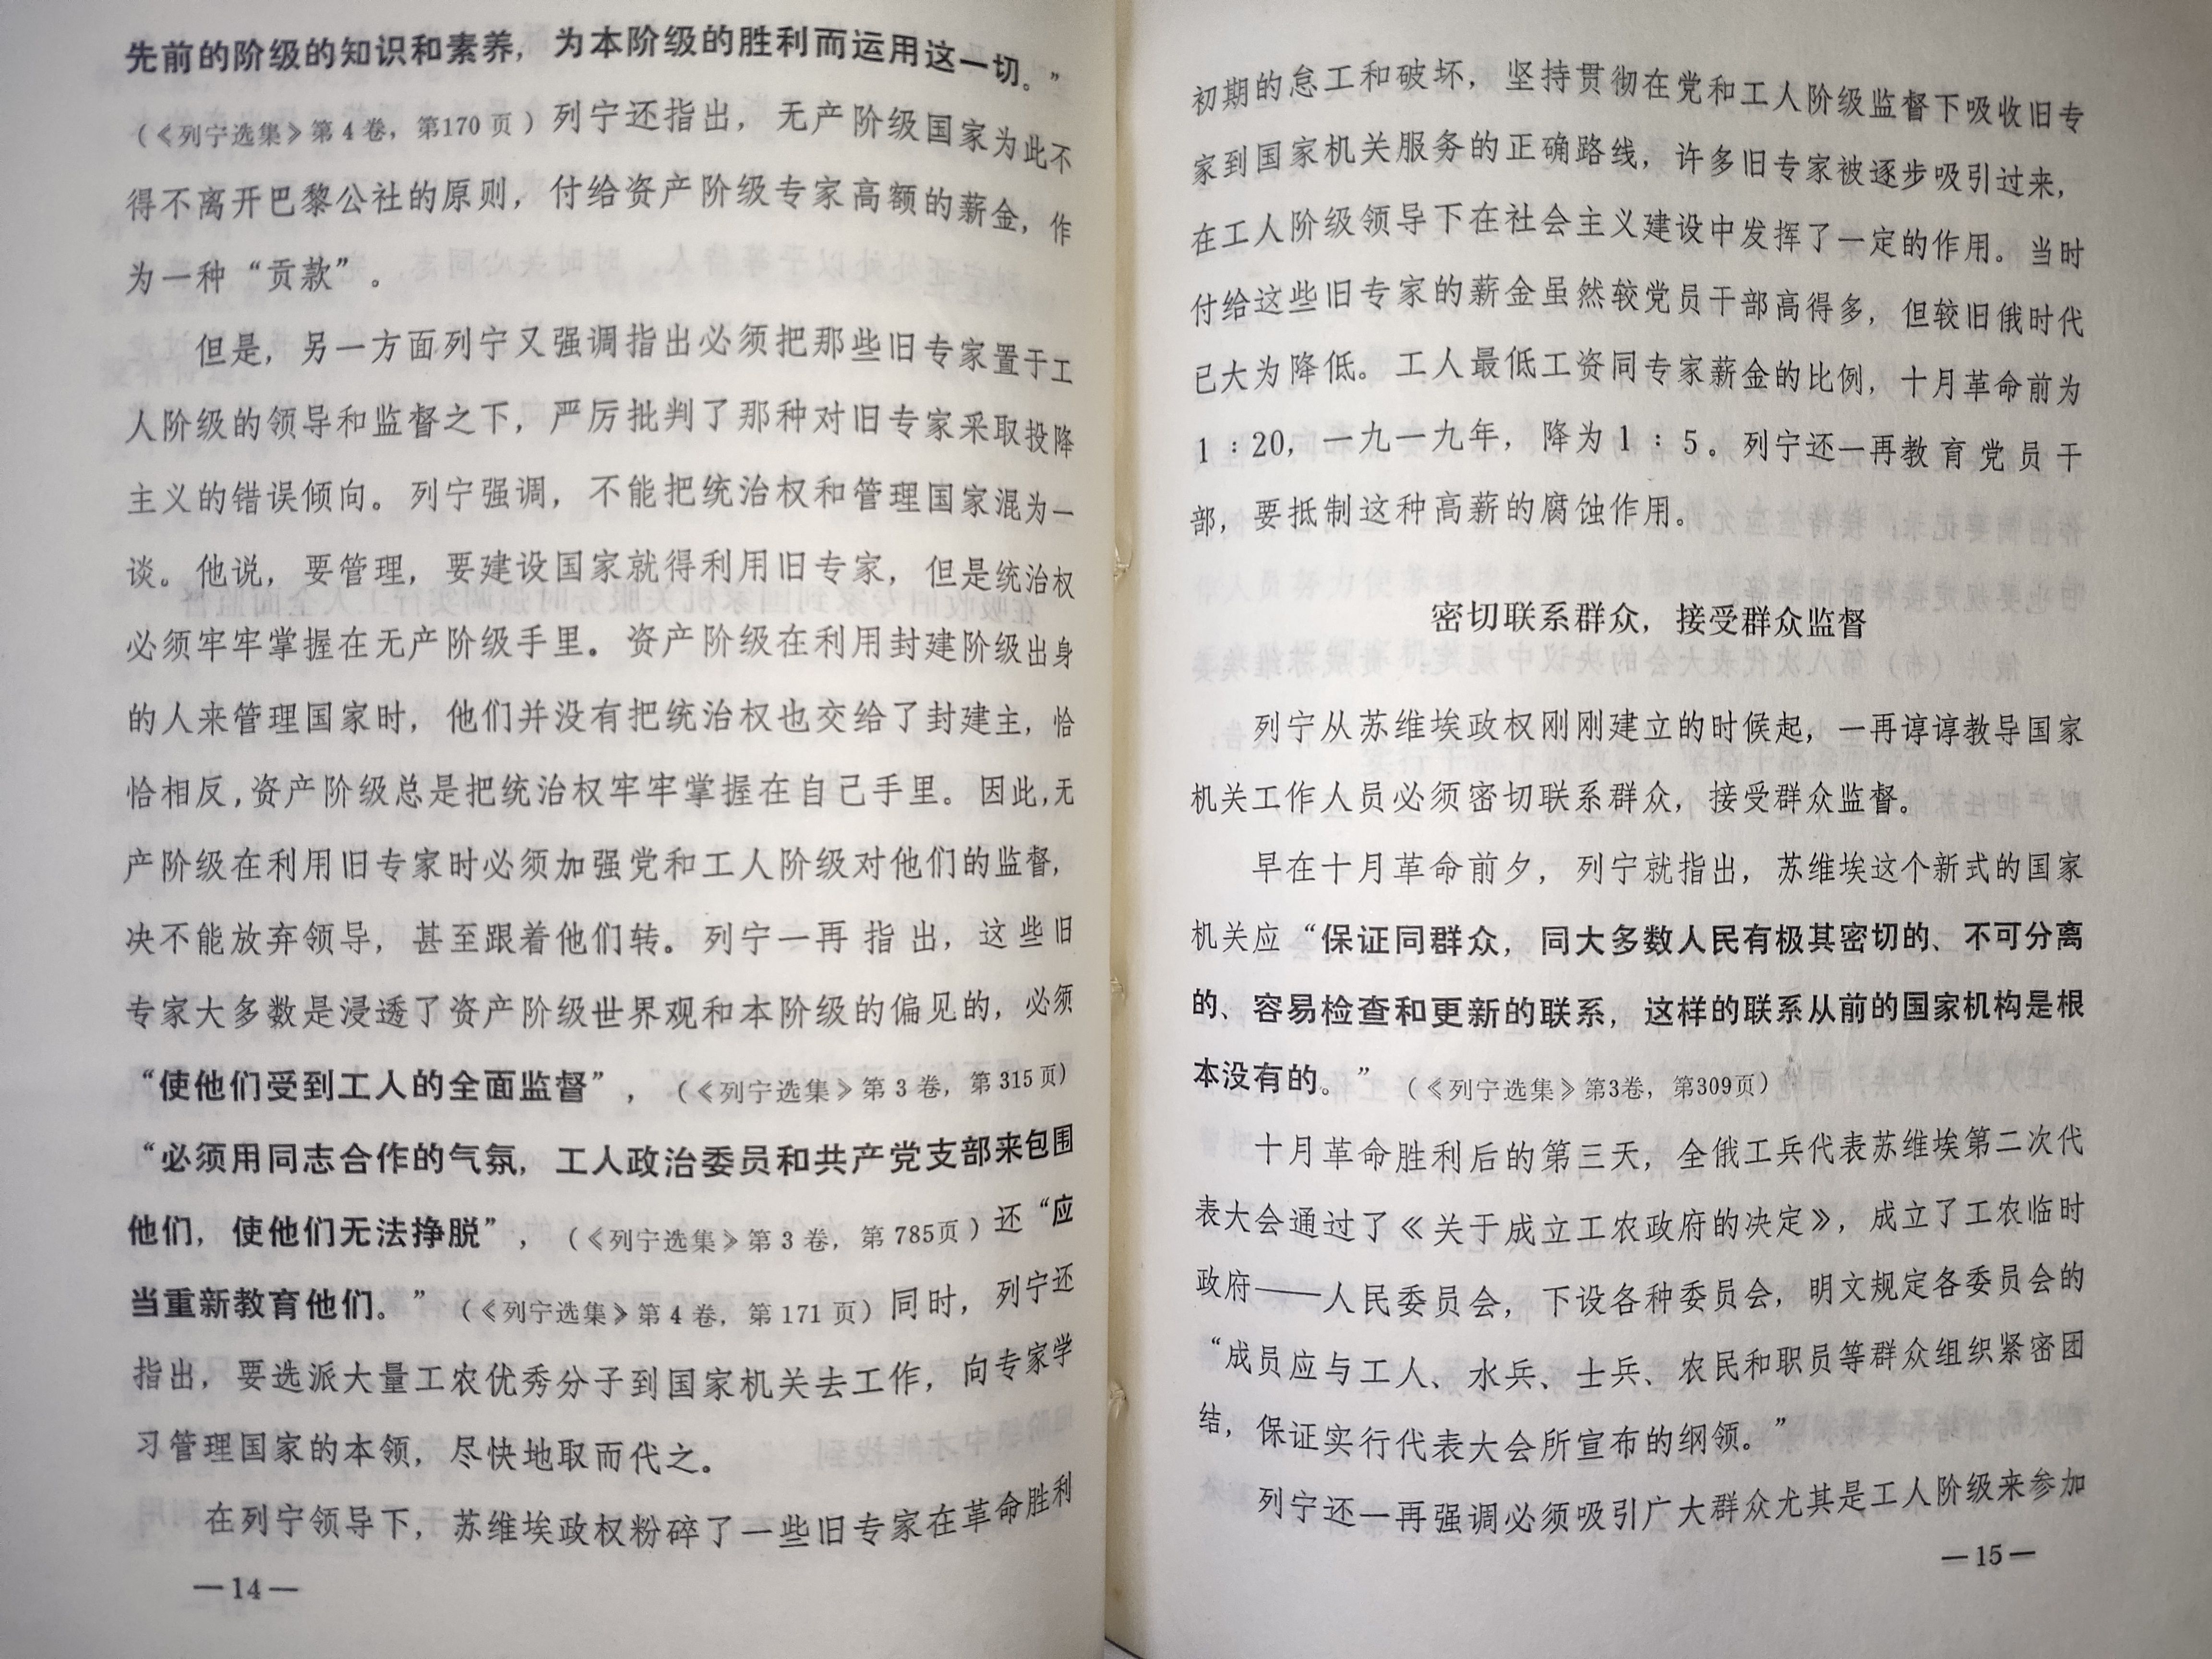 先前的阶级的知识和素养，为本阶级的胜利而运用这一切。”
（《列宁选集》第4卷，第170页）列宁还指出，无产阶级国家为此不
得不离开巴黎公社的原则，付给资产阶级专家高额的薪金，作
为一种“贡款”。
但是，另一方面列宁又强调指出必须把那些旧专家置于工
人阶级的领导和监督之下，严厉批判了那种对旧专家采取投降
主义的错误倾向。列宁强调，不能把统治权和管理国家混为一
谈。他说，要管理，要建设国家就得利用旧专家，但是统治权
必须牢牢掌握在无产阶级手里。资产阶级在利用封建阶级出身
的人来管理国家时，他们并没有把统治权也交给了封建主，恰
恰相反，资产阶级总是把统治权牢牢掌握在自己手里。因此，无
产阶级在利用旧专家时必须加强党和工人阶级对他们的监督，
决不能放弃领导，甚至跟着他们转。列宁一再指出，这些旧
专家大多数是浸透了资产阶级世界观和本阶级的偏见的，必须
“使他们受到工人的全面监督”，（《列宁选集》第3卷，第315页）
“必须用同志合作的气氛，工人政治委员和共产党支部来包围
他们，使他们无法挣脱”，（《列宁选集》第3卷，第785页）还“应
当重新教育他们。”（《列宁选集》第4卷，第171页）同时，列宁还
指出，要选派大量工农优秀分子到国家机关去工作，向专家学
习管理国家的本领，尽快地取而代之。
在列宁领导下，苏维埃政权粉碎了一些旧专家在革命胜利
—14—
初期的怠工和破坏，坚持贯彻在党和工人阶级监督下吸收旧专
家到国家机关服务的正确路线，许多旧专家被逐步吸引过来，
在工人阶级领导下在社会主义建设中发挥了一定的作用。当时
付给这些旧专家的薪金虽然较党员干部高得多，但较旧俄时代
已大为降低。工人最低工资同专家薪金的比例，十月革命前为
1：20，一九一九年，降为1：5。列宁还一再教育党员干
部，要抵制这种高薪的腐蚀作用。
密切联系群众，接受群众监督
列宁从苏维埃政权刚刚建立的时候起，一再谆谆教导国家
机关工作人员必须密切联系群众，接受群众监督。
早在十月革命前夕，列宁就指出，苏维埃这个新式的国家
机关应“保证同群众，同大多数人民有极其密切的、不可分离
的、容易检查和更新的联系，这样的联系从前的国家机构是根
本没有的。”（《列宁选集》第3卷，第309页）
十月革命胜利后的第三天，全俄工兵代表苏维埃第二次代
表大会通过了《关于成立工农政府的决定》，成立了工农临时
政府——人民委员会，下设各种委员会，明文规定各委员会的
“成员应与工人、水兵、士兵、农民和职员等群众组织紧密团
结，保证实行代表大会所宣布的纲领。”
列宁还一再强调必须吸引广大群众尤其是工人阶级来参加
—15—